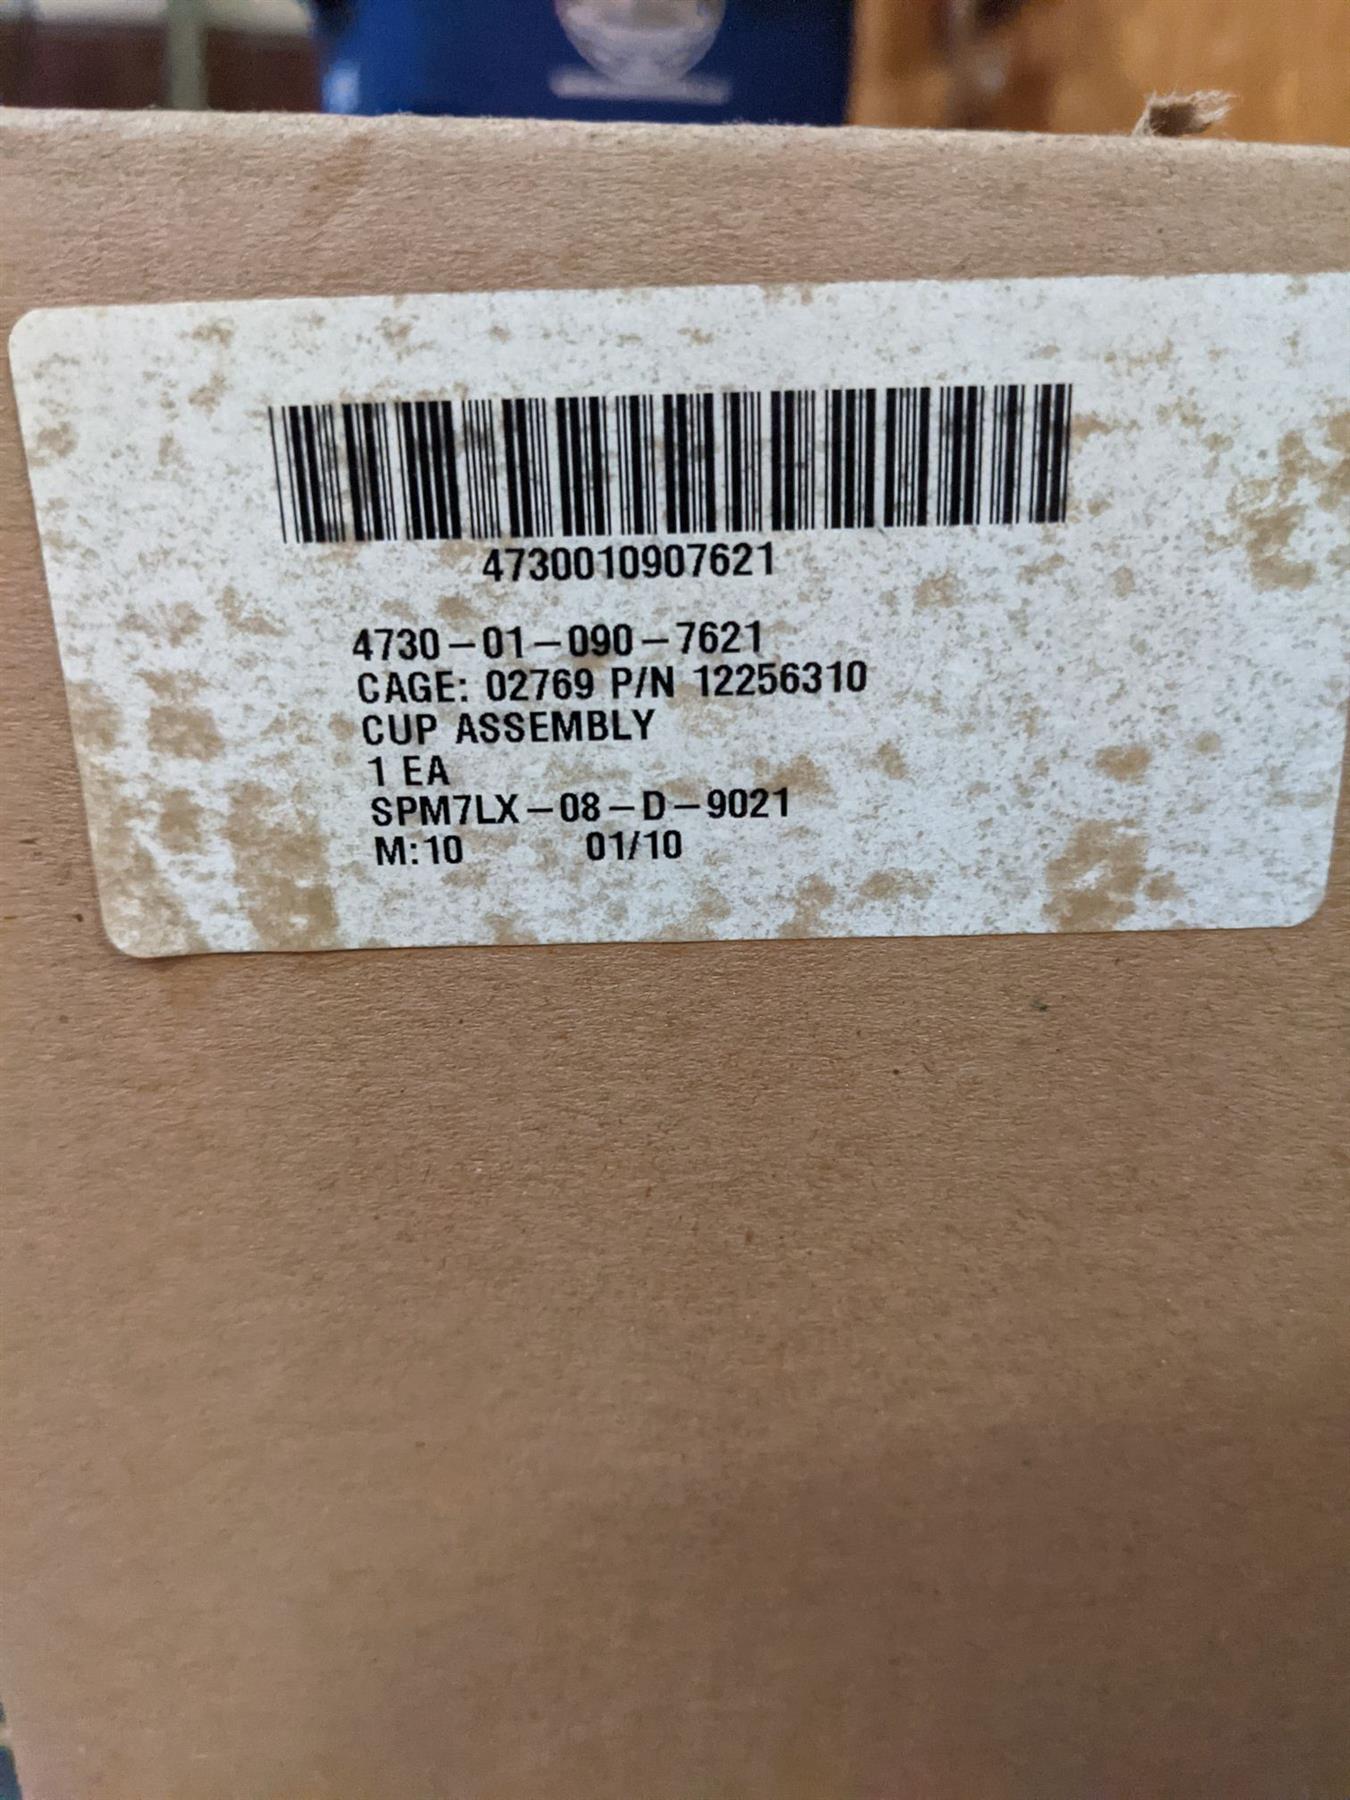 4730010907621
4730-01-090-7621
CAGE: 02769 P/N 12256310
CUP ASSEMBLY
1 EA
SPM7LX-08-D-9021
M:10 01/10